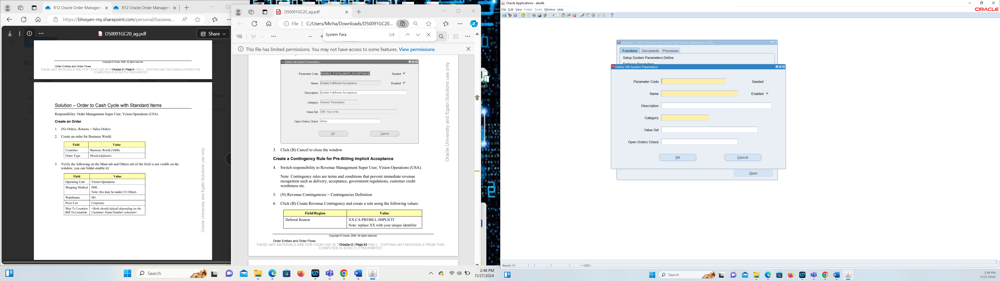 R12 Oracle Order Managem
R12 Oracle Order Managem
https://bhssyen-my.sharepoint.com/personal/basaww...
D50091GC20_ag.pdf
Share
Copyright © Oracle, 2009. All rights reserved.
Order Entities and Order Flows
Chapter 2 - Page 4
THESE eKIT MATERIALS ARE FOR YOUR USE IN THIS CLASSROOM ONLY. COPYING eKIT MATERIALS FROM THIS
COMPUTER IS STRICTLY PROHIBITED
Solution – Order to Cash Cycle with Standard Items
Responsibility: Order Management Super User, Vision Operations (USA)
Create an Order
1. (N) Orders, Returns > Sales Orders
2. Create an order for Business World:
Field Value
Customer Business World (1608)
Order Type Mixed (defaults)
3. Verify the following on the Main tab and Others tab (if the field is not visible on the
window, you can folder-enable it):
Field Value
Operating Unit Vision Operations
Shipping Method DHL
Note: this may be under (T) Others
Warehouse M1
Price List Corporate
Ship To Location <Both should default depending on the
Bill To Location Customer Name/Number selection>
Oracle University and Egabi Solutions use only
D50091GC20_ag.pdf
File C:/Users/Micha/Downloads/D50091GC20...
System Para 1/4
This file has limited permissions. You may not have access to some features. View permissions
Define OM System Parameters
Parameter Code ENABLE_FULFILLMENT_ACCEPTANCE Seeded
Name Enable Fulfillment Acceptance Enabled
Description Enable Fulfillment Acceptance
Category Generic Parameters
Value Set OM: Yes or No
Open Orders Check Allow
OK Cancel
3. Click (B) Cancel to close the window
Create a Contingency Rule for Pre-Billing Implicit Acceptance
4. Switch responsibility to Revenue Management Super User, Vision Operations (USA).
Note: Contingency rules are terms and conditions that prevent immediate revenue
recognition such as delivery, acceptance, government regulations, customer credit
worthiness etc.
5. (N) Revenue Contingencies > Contingencies Definition
6. Click (B) Create Revenue Contingency and create a rule using the following values:
Field/Region Value
Deferral Reason XX-CA-PREBILL-IMPLICIT
Note: replace XX with your unique identifier
Copyright © Oracle, 2009. All rights reserved.
Order Entities and Order Flows
Chapter 2 - Page 43
THESE eKIT MATERIALS ARE FOR YOUR USE IN THIS CLASSROOM ONLY. COPYING eKIT MATERIALS FROM THIS
COMPUTER IS STRICTLY PROHIBITED
Oracle University and Egabi Solutions use only
ok1
Search
2:48 PM
11/27/2024
Oracle Applications - ebsdb
File Edit View Folder Tools Window Help
ORACLE
Navigator - Order Management Super User, Vision Operations (USA)
Functions Documents Processes
Setup:System Parameters:Define
Defining Parameters
Define OM System Parameters
Parameter Code Seeded
Name Enabled
Description
Category
Value Set
Open Orders Check
OK Cancel
Open
Record: 1/1 ... <OSC>
Search
2:48 PM
11/27/2024